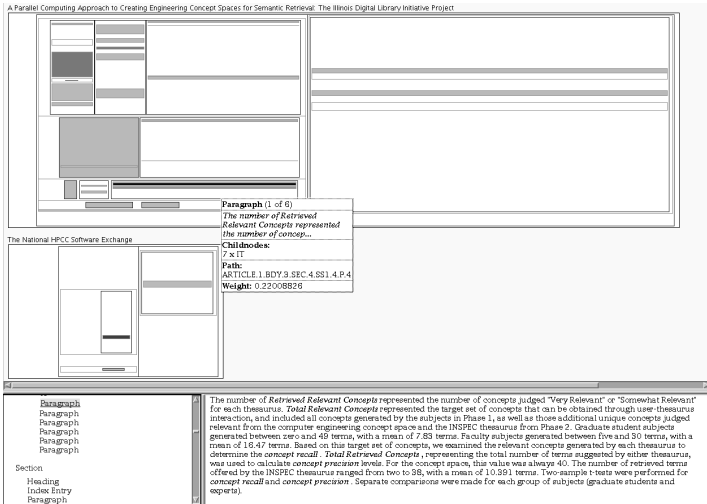 A Parallel Computing Approach to Creating Engineering Concept Spaces for Semantic Retrieval: The Illinois Digital Library Initiative Project
Paragraph (1 of 6)
The number of Retrieved
Relevant Concepts represented
the number of concep...
Childnodes:
7 x IT
Path:
ARTICLE.1.BDY.3.SEC.4.SS1.4.P.4
Weight: 0.22008826
The National HPCC Software Exchange
Paragraph
Paragraph
Paragraph
Paragraph
Paragraph
Paragraph
Section
Heading
Index Entry
Paragraph
The number of Retrieved Relevant Concepts represented the number of concepts judged "Very Relevant" or "Somewhat Relevant"
for each thesaurus. Total Relevant Concepts represented the target set of concepts that can be obtained through user-thesaurus
interaction, and included all concepts generated by the subjects in Phase 1, as well as those additional unique concepts judged
relevant from the computer engineering concept space and the INSPEC thesaurus from Phase 2. Graduate student subjects
generated between zero and 49 terms, with a mean of 7.83 terms. Faculty subjects generated between five and 30 terms, with a
mean of 16.47 terms. Based on this target set of concepts, we examined the relevant concepts generated by each thesaurus to
determine the concept recall . Total Retrieved Concepts , representing the total number of terms suggested by either thesaurus,
was used to calculate concept precision levels. For the concept space, this value was always 40. The number of retrieved terms
offered by the INSPEC thesaurus ranged from two to 38, with a mean of 10.391 terms. Two-sample t-tests were performed for
concept recall and concept precision . Separate comparisons were made for each group of subjects (graduate students and
experts).